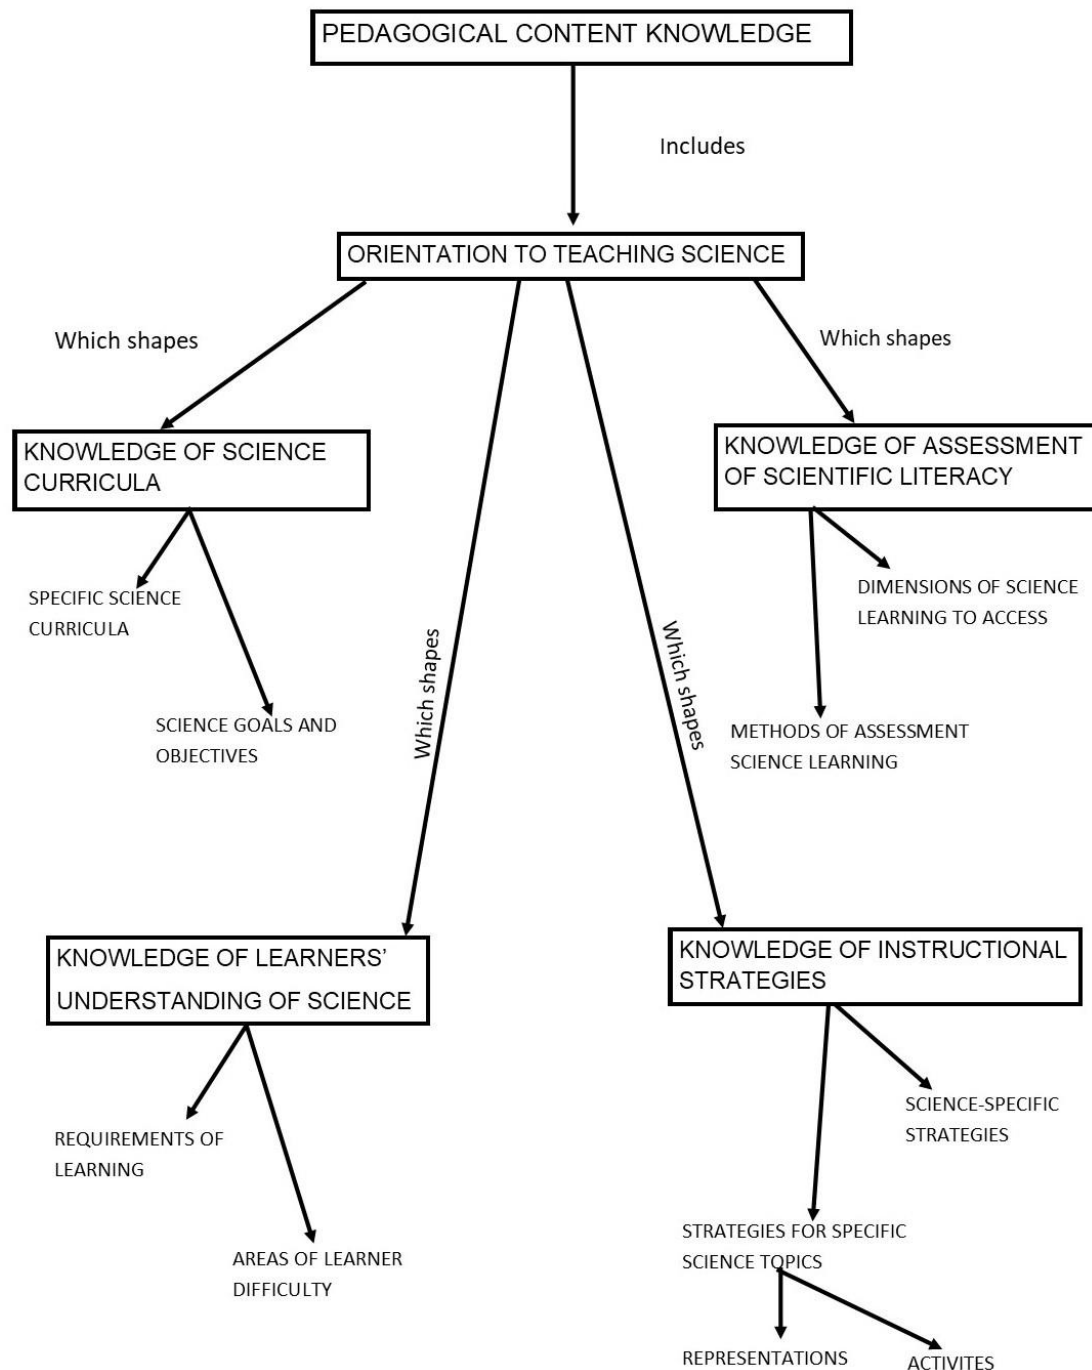 PEDAGOGICAL CONTENT KNOWLEDGE
Includes
ORIENTATION TO TEACHING SCIENCE
Which shapes
Which shapes
KNOWLEDGE OF SCIENCE
CURRICULA
KNOWLEDGE OF ASSESSMENT
OF SCIENTIFIC LITERACY
SPECIFIC SCIENCE
CURRICULA
DIMENSIONS OF SCIENCE
LEARNING TO ACCESS
Which shapes
Which shapes
SCIENCE GOALS AND
OBJECTIVES
METHODS OF ASSESSMENT
SCIENCE LEARNING
KNOWLEDGE OF LEARNERS’
UNDERSTANDING OF SCIENCE
KNOWLEDGE OF INSTRUCTIONAL
STRATEGIES
REQUIREMENTS OF
LEARNING
SCIENCE-SPECIFIC
STRATEGIES
AREAS OF LEARNER
DIFFICULTY
STRATEGIES FOR SPECIFIC
SCIENCE TOPICS
REPRESENTATIONS
ACTIVITES